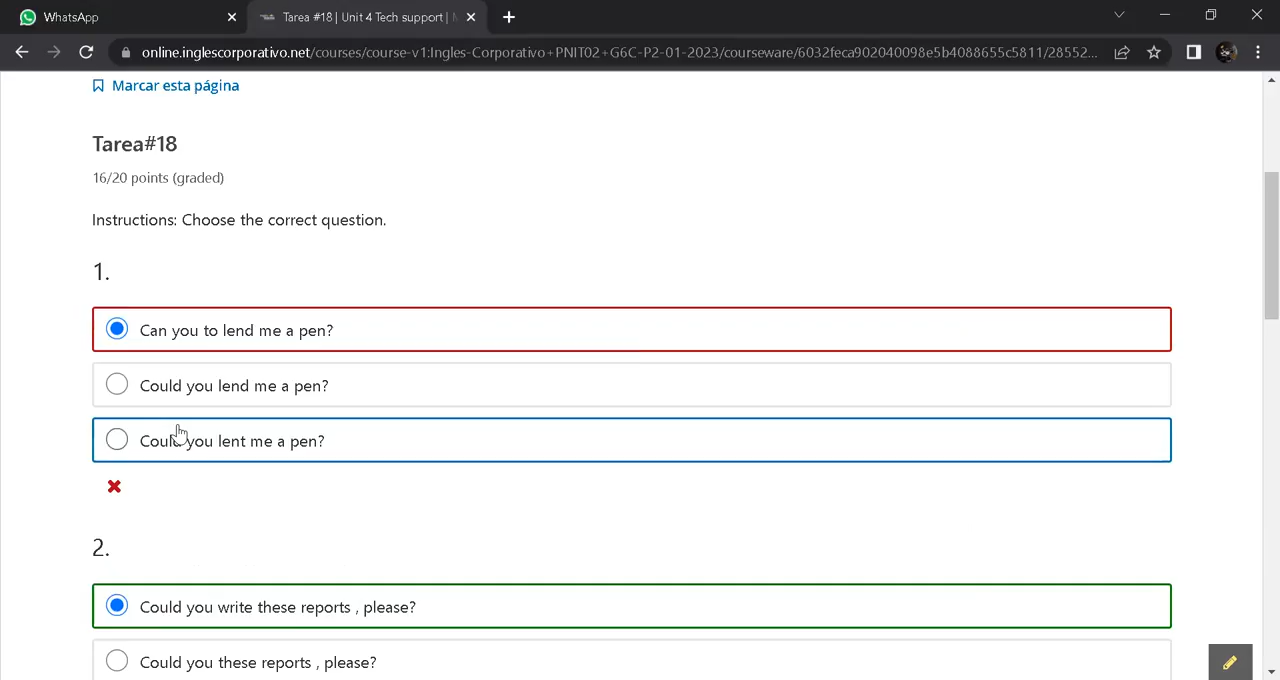 WhatsApp
Tarea #18 | Unit 4 Tech support |
online.inglescorporativo.net/courses/course-v1:Ingles-Corporativo+PNIT02+G6C-P2-01-2023/courseware/6032feca902040098e5b4088655c5811/28552...
Marcar esta página
Tarea#18
16/20 points (graded)
Instructions: Choose the correct question.
1.
Can you to lend me a pen?
Could you lend me a pen?
Could you lent me a pen?
2.
Could you write these reports , please?
Could you these reports , please?